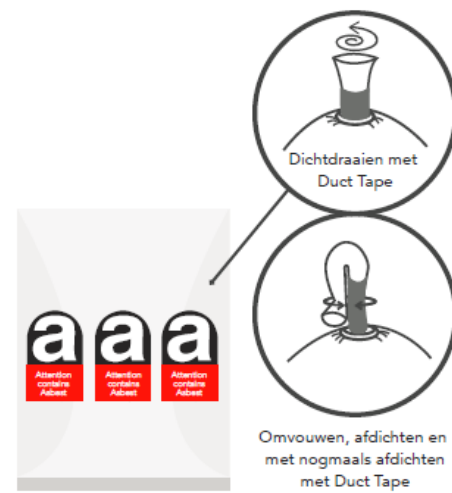 Dichtdraaien met
Duct Tape
a a a
Attention
contains
Asbest
Attention
contains
Asbest
Attention
contains
Asbest
Omvouwen, afdichten en
met nogmaals afdichten
met Duct Tape